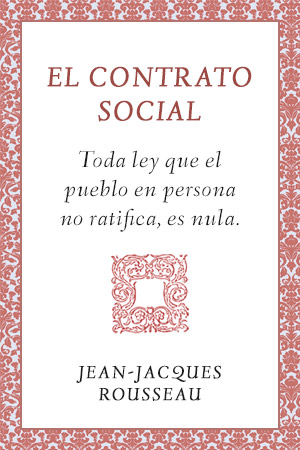 EL CONTRATO
SOCIAL
Toda ley que el
pueblo en persona
no ratifica, es nula.
JEAN-JACQUES
ROUSSEAU